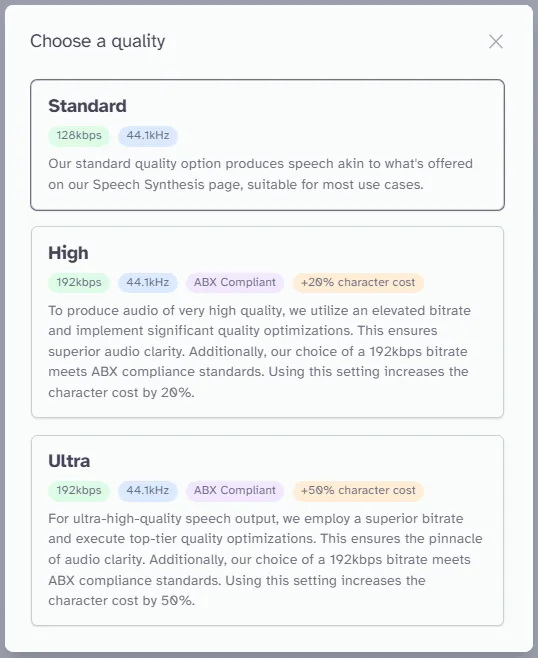 Choose a quality
Standard
128kbps 44.1kHz
Our standard quality option produces speech akin to what's offered
on our Speech Synthesis page, suitable for most use cases.
High
192kbps 44.1kHz ABX Compliant +20% character cost
To produce audio of very high quality, we utilize an elevated bitrate
and implement significant quality optimizations. This ensures
superior audio clarity. Additionally, our choice of a 192kbps bitrate
meets ABX compliance standards. Using this setting increases the
character cost by 20%.
Ultra
192kbps 44.1kHz ABX Compliant +50% character cost
For ultra-high-quality speech output, we employ a superior bitrate
and execute top-tier quality optimizations. This ensures the pinnacle
of audio clarity. Additionally, our choice of a 192kbps bitrate meets
ABX compliance standards. Using this setting increases the
character cost by 50%.